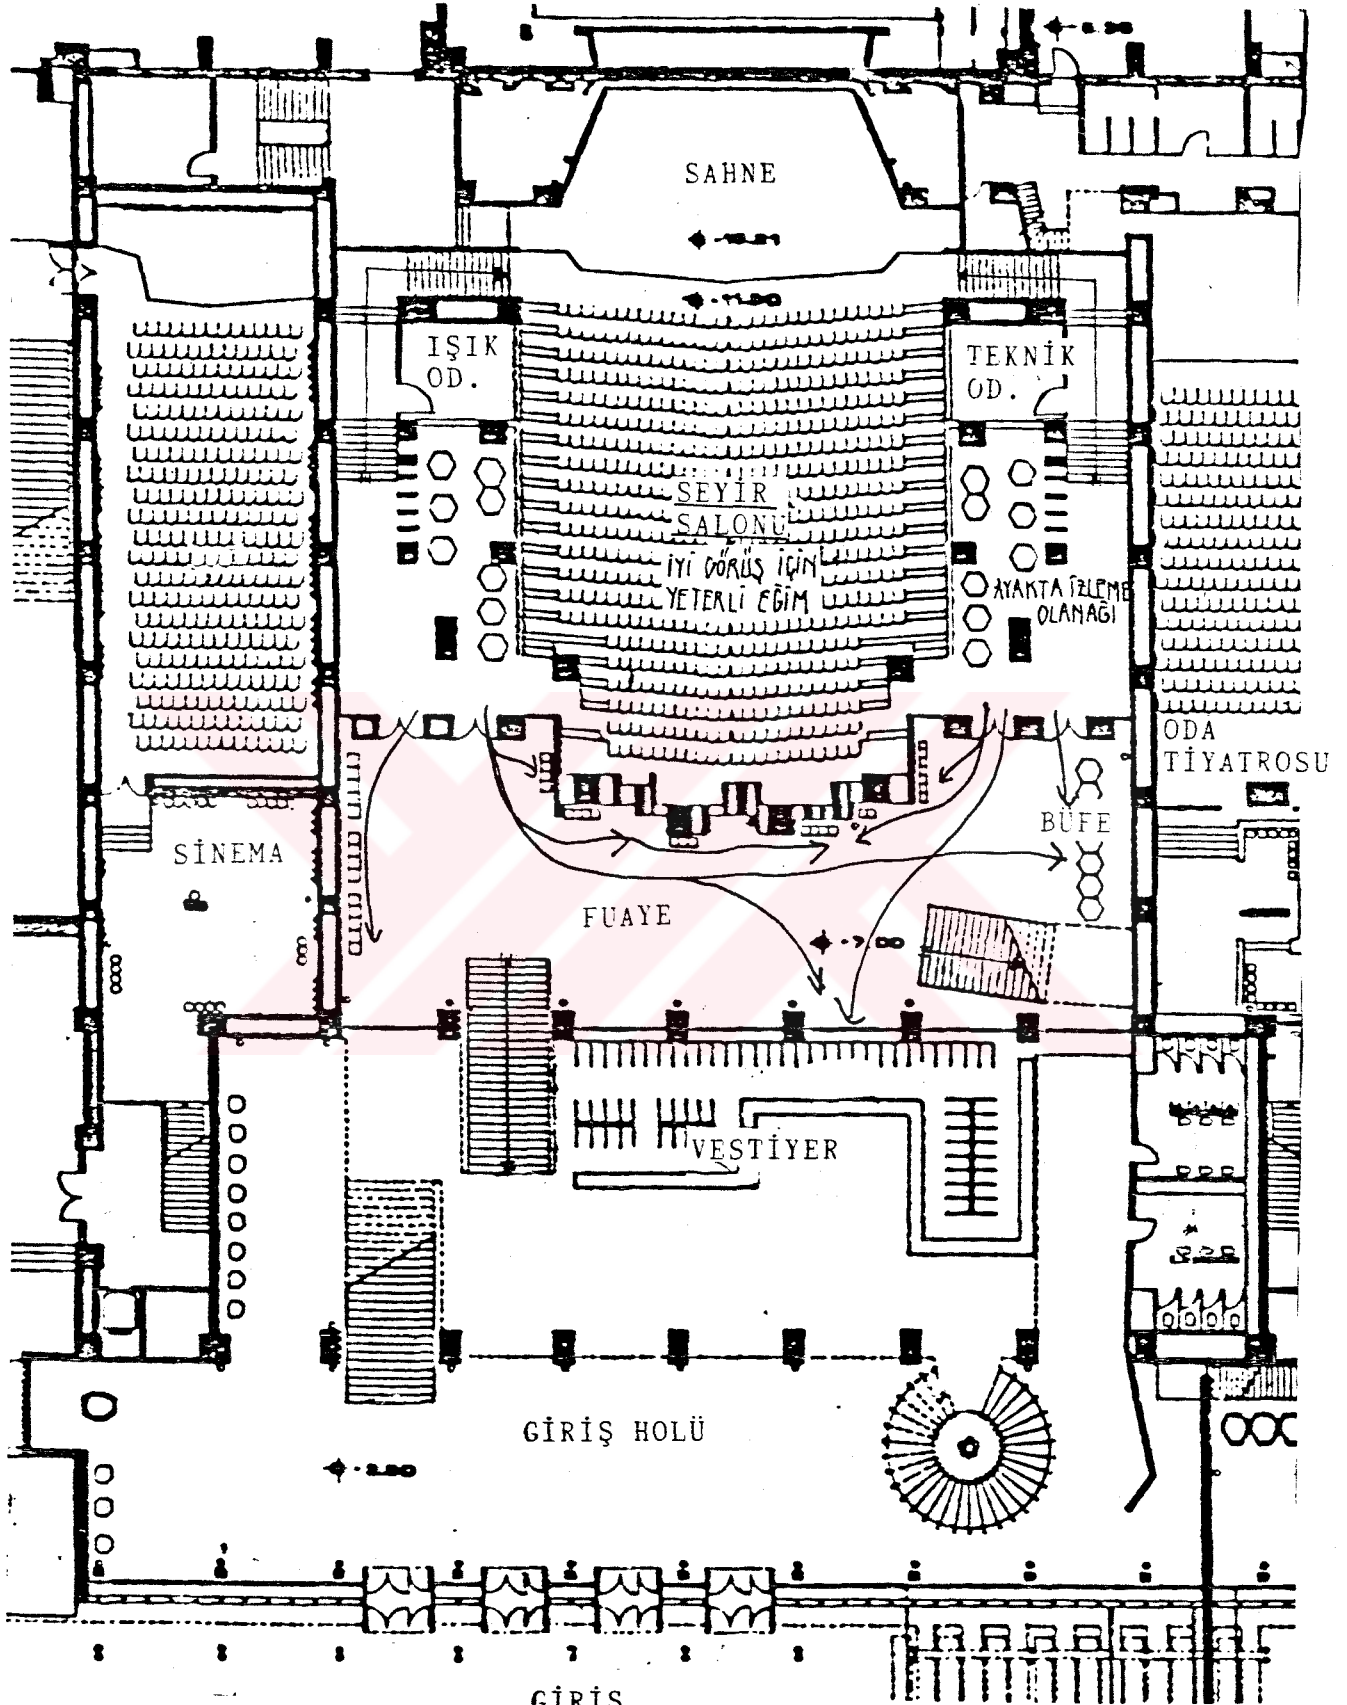 SAHNE
IŞIK
OD.
TEKNİK
OD.
SEYİR
SALONU
İYİ GÖRÜŞ İÇİN
YETERLİ EĞİM
AYAKTA İZLEME
OLANAĞI
ODA
TİYATROSU
BÜFE
SİNEMA
FUAYE
VESTİYER
GİRİŞ HOLÜ
GİRİŞ